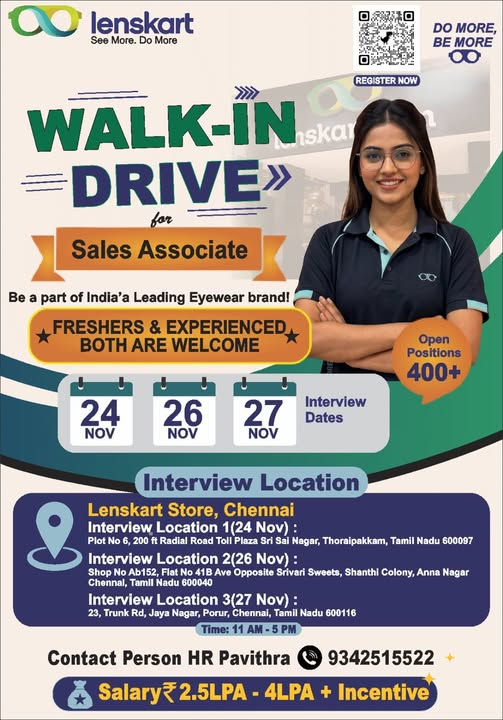 lenskart
See More. Do More
DO MORE,
BE MORE
REGISTER NOW
WALK-IN
DRIVE
for
Sales Associate
Be a part of India'a Leading Eyewear brand!
FRESHERS & EXPERIENCED
BOTH ARE WELCOME
Open
Positions
400+
24
NOV
26
NOV
27
NOV
Interview
Dates
Interview Location
Lenskart Store, Chennai
Interview Location 1(24 Nov) :
Plot No 6, 200 ft Radial Road Toll Plaza Sri Sai Nagar, Thoraipakkam, Tamil Nadu 600097
Interview Location 2(26 Nov) :
Shop No Ab152, Flat No 41B Ave Opposite Srivari Sweets, Shanthi Colony, Anna Nagar
Chennai, Tamil Nadu 600040
Interview Location 3(27 Nov) :
23, Trunk Rd, Jaya Nagar, Porur, Chennai, Tamil Nadu 600116
Time: 11 AM - 5 PM
Contact Person HR Pavithra 9342515522
Salary₹ 2.5LPA - 4LPA + Incentive